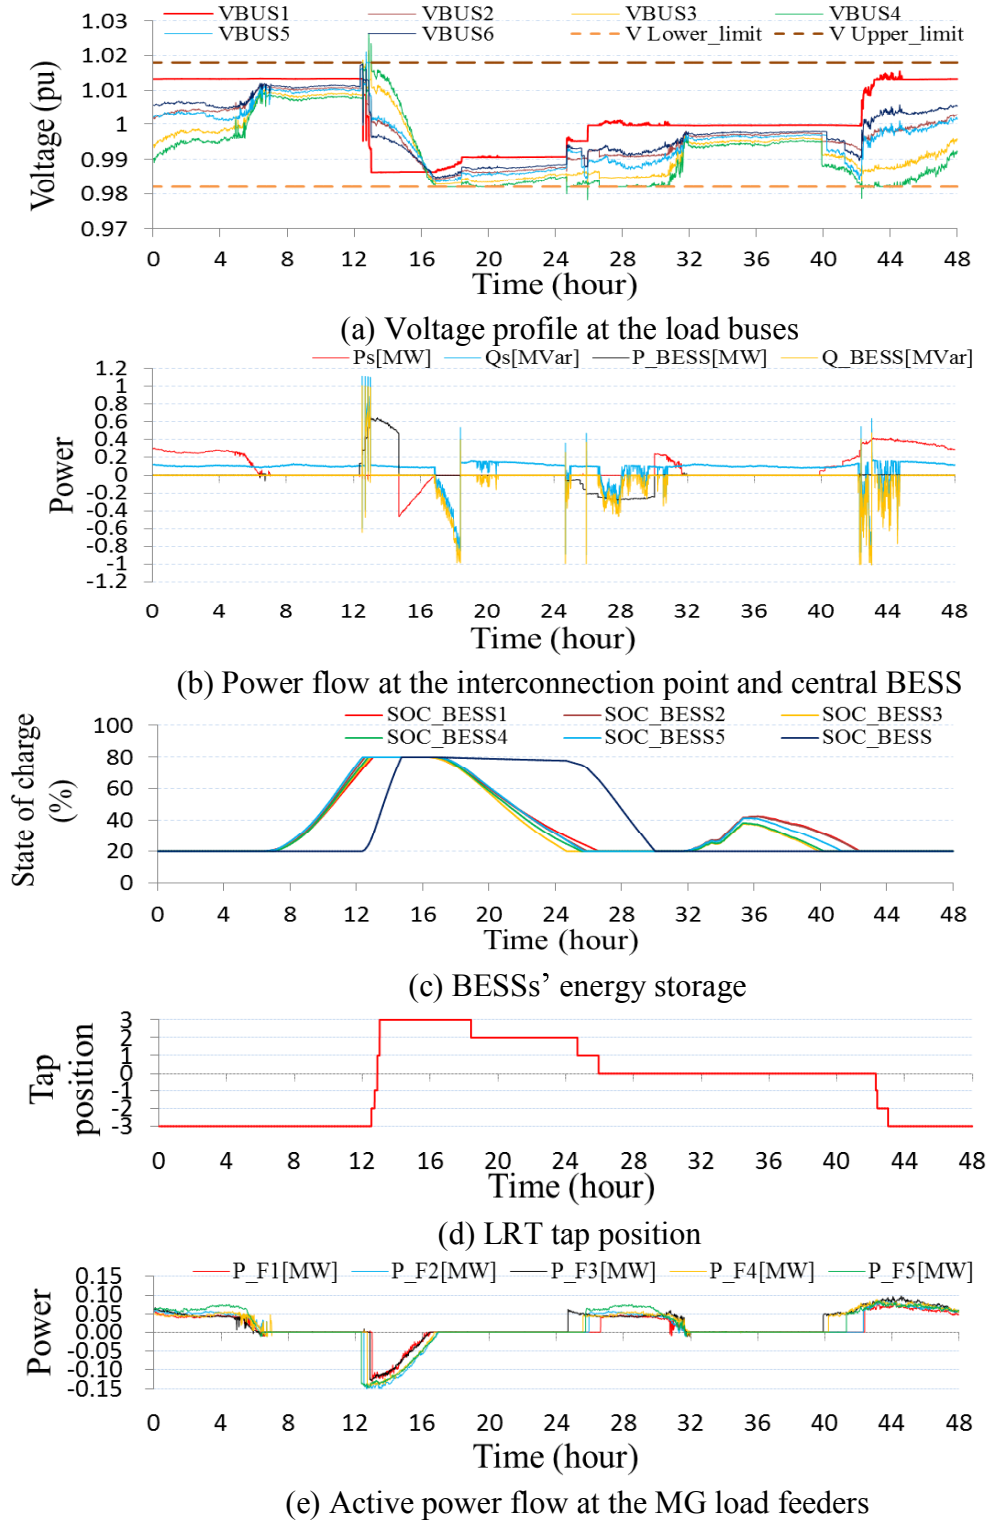 VBUS1 VBUS2 VBUS3 VBUS4
VBUS5 VBUS6 V Lower_limit V Upper_limit
1.03
1.02
1.01
1
0.99
0.98
0.97
Voltage (pu)
0 4 8 12 16 20 24 28 32 36 40 44 48
Time (hour)
(a) Voltage profile at the load buses
Ps[MW] Qs[MVar] P_BESS[MW] Q_BESS[MVar]
1.2
1
0.8
0.6
0.4
0.2
0
-0.2
-0.4
-0.6
-0.8
-1
-1.2
Power
0 4 8 12 16 20 24 28 32 36 40 44 48
Time (hour)
(b) Power flow at the interconnection point and central BESS
SOC_BESS1 SOC_BESS2 SOC_BESS3
SOC_BESS4 SOC_BESS5 SOC_BESS
100
80
60
40
20
0
State of charge
(%)
0 4 8 12 16 20 24 28 32 36 40 44 48
Time (hour)
(c) BESSs’ energy storage
3
2
1
0
-1
-2
-3
Tap
position
0 4 8 12 16 20 24 28 32 36 40 44 48
Time (hour)
(d) LRT tap position
P_F1[MW] P_F2[MW] P_F3[MW] P_F4[MW] P_F5[MW]
0.15
0.10
0.05
0.00
-0.05
-0.10
-0.15
Power
0 4 8 12 16 20 24 28 32 36 40 44 48
Time (hour)
(e) Active power flow at the MG load feeders